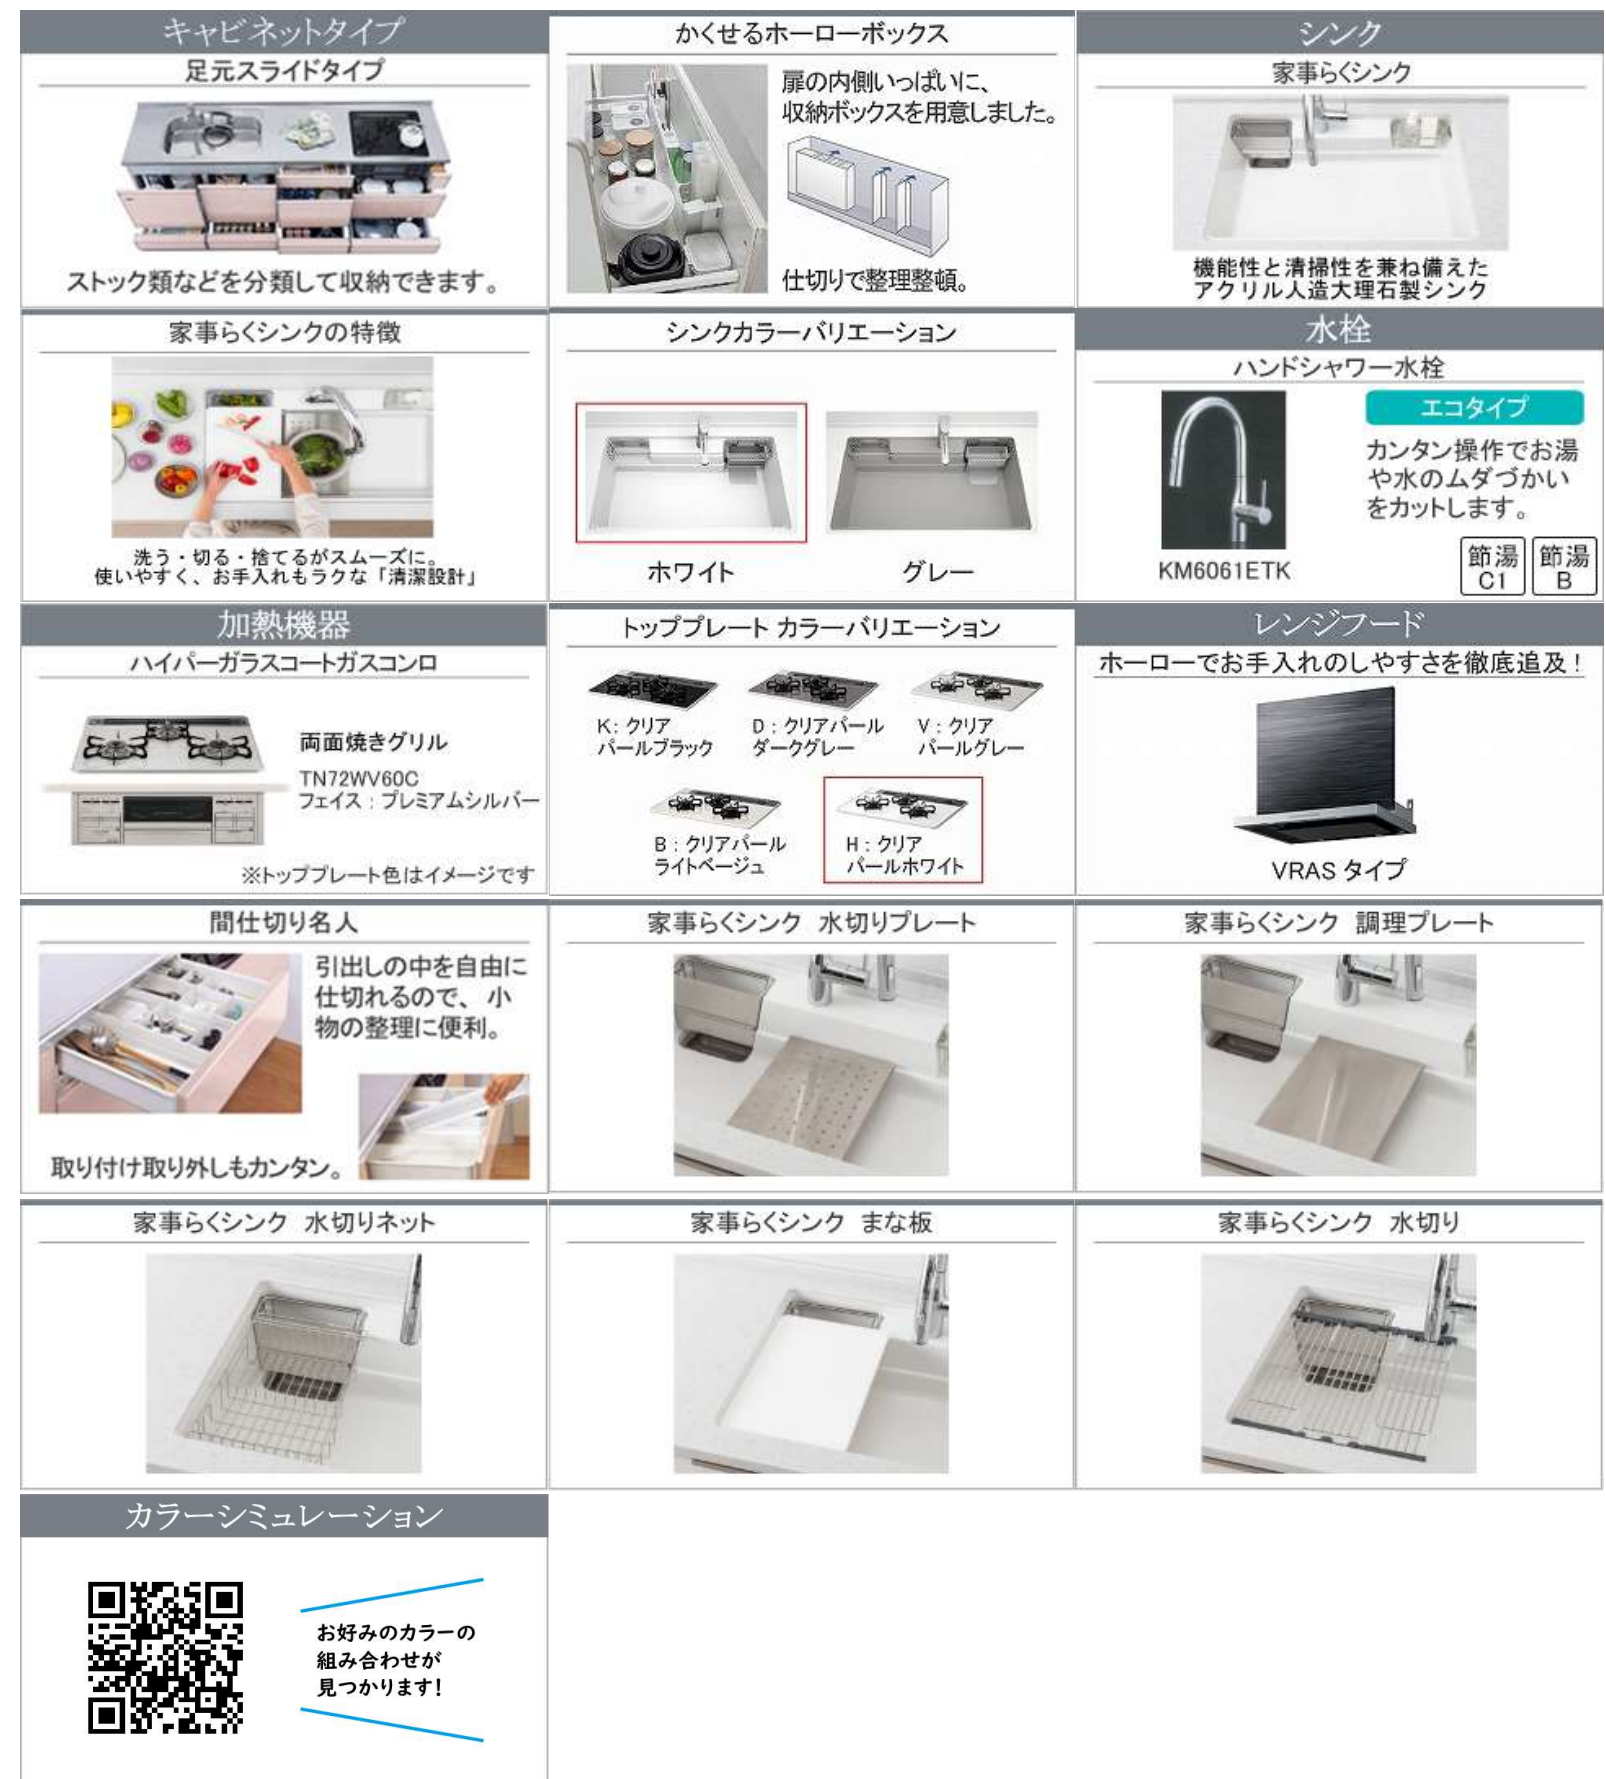 キャビネットタイプ
足元スライドタイプ
ストック類などを分類して収納できます。
かくせるホーローボックス
扉の内側いっぱいに、
収納ボックスを用意しました。
仕切りで整理整頓。
シンク
家事らくシンク
機能性と清掃性を兼ね備えた
アクリル人造大理石製シンク
家事らくシンクの特徴
洗う・切る・捨てるがスムーズに。
使いやすく、お手入れもラクな「清潔設計」
シンクカラーバリエーション
ホワイト
グレー
水栓
ハンドシャワー水栓
エコタイプ
カンタン操作でお湯
や水のムダづかい
をカットします。
KM6061ETK
節湯
C1
節湯
B
加熱機器
ハイパーガラスコートガスコンロ
両面焼きグリル
TN72WV60C
フェイス：プレミアムシルバー
※トッププレート色はイメージです
トッププレート カラーバリエーション
K：クリア
パールブラック
D：クリアパール
ダークグレー
V：クリア
パールグレー
B：クリアパール
ライトベージュ
H：クリア
パールホワイト
レンジフード
ホーローでお手入れのしやすさを徹底追及！
VRAS タイプ
間仕切り名人
引出しの中を自由に
仕切れるので、小
物の整理に便利。
取り付け取り外しもカンタン。
家事らくシンク 水切りプレート
家事らくシンク 調理プレート
家事らくシンク 水切りネット
家事らくシンク まな板
家事らくシンク 水切り
カラーシミュレーション
お好みのカラーの
組み合わせが
見つかります！